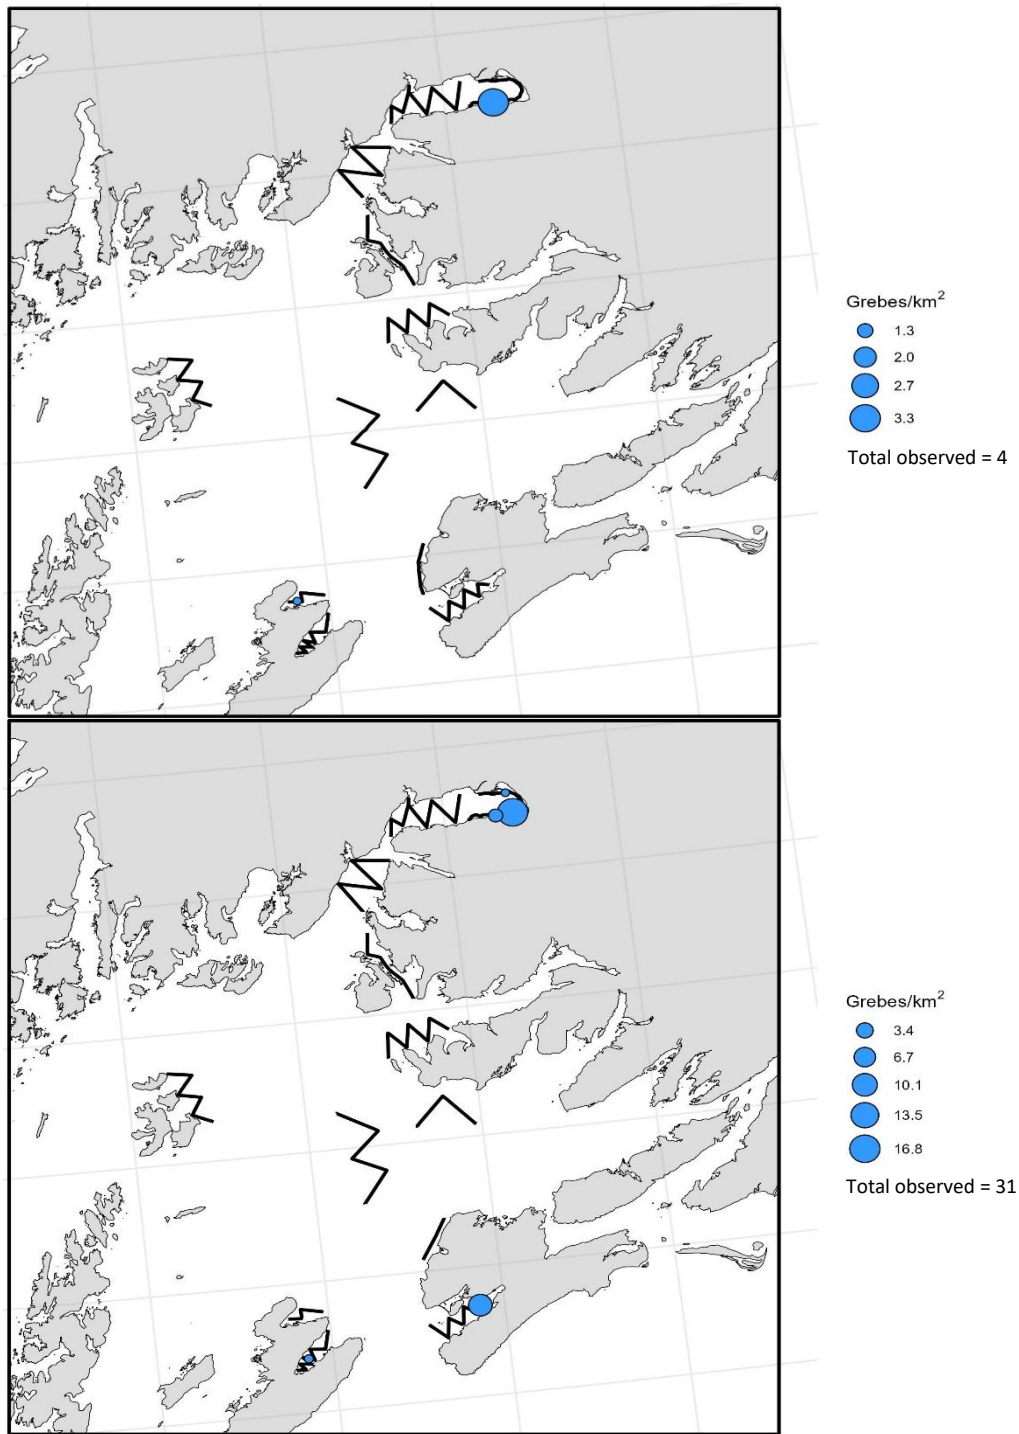 Grebes/km²
1.3
2.0
2.7
3.3
Total observed = 4
Grebes/km²
3.4
6.7
10.1
13.5
16.8
Total observed = 31